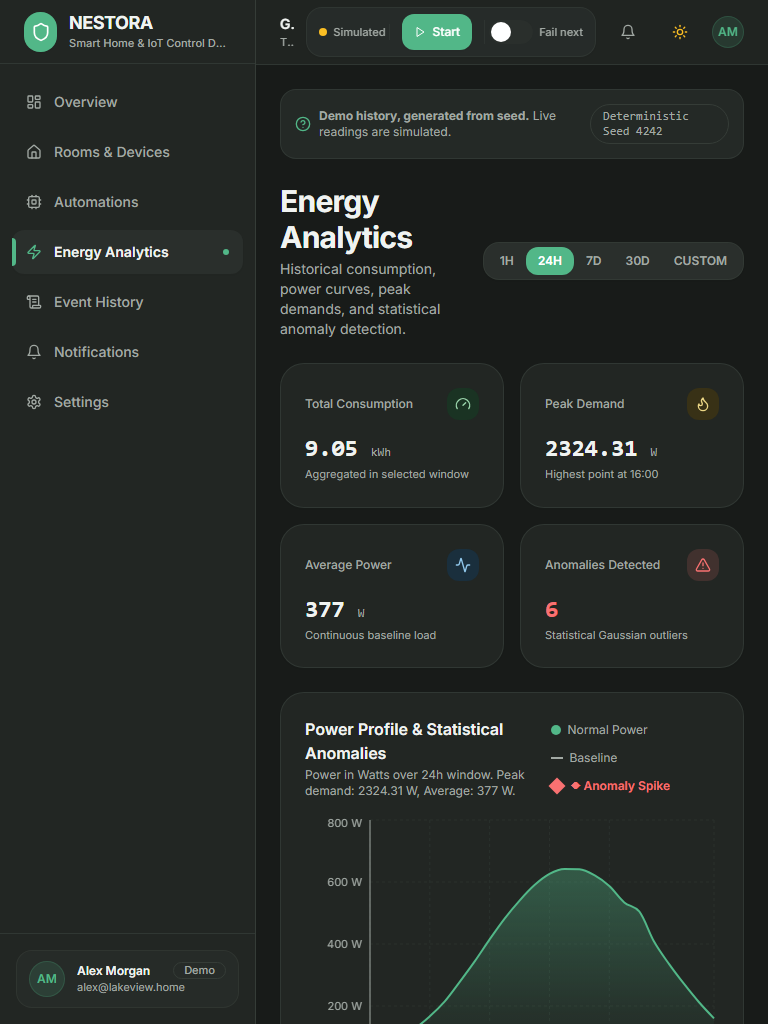 NESTORA
Smart Home & IoT Control D...
Overview
Rooms & Devices
Automations
Energy Analytics
Event History
Notifications
Settings
AM
Alex Morgan
Demo
alex@lakeview.home
G.
T..
Simulated
Start
Fail next
AM
Demo history, generated from seed. Live
readings are simulated.
Deterministic
Seed 4242
Energy
Analytics
Historical consumption,
power curves, peak
demands, and statistical
anomaly detection.
1H
24H
7D
30D
CUSTOM
Total Consumption
9.05 kWh
Aggregated in selected window
Peak Demand
2324.31 W
Highest point at 16:00
Average Power
377 W
Continuous baseline load
Anomalies Detected
6
Statistical Gaussian outliers
Power Profile & Statistical
Anomalies
Power in Watts over 24h window. Peak
demand: 2324.31 W, Average: 377 W.
Normal Power
Baseline
Anomaly Spike
800 W
600 W
400 W
200 W